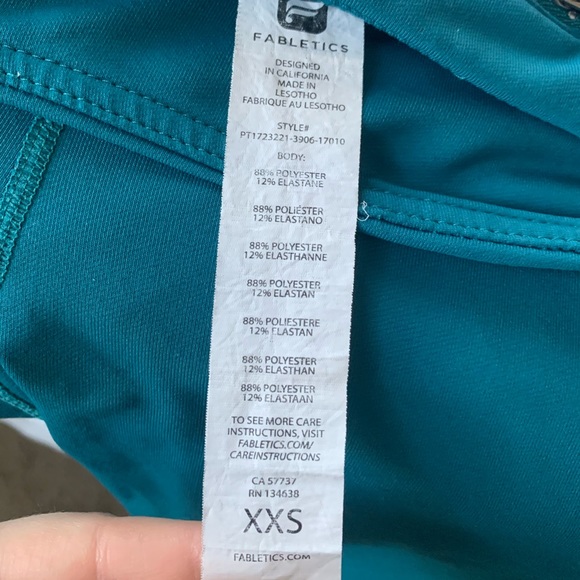 FABLETICS
DESIGNED
IN CALIFORNIA
MADE IN
LESOTHO
FABRIQUE AU LESOTHO
STYLE#
PT1723221-3906-17010
BODY:
88% POLYESTER
12% ELASTANE
88% POLIÉSTER
12% ELASTANO
88% POLYESTER
12% ELASTHANNE
88% POLYESTER
12% ELASTAN
88% POLIESTERE
12% ELASTAN
88% POLYESTER
12% ELASTHAN
88% POLYESTER
12% ELASTAAN
TO SEE MORE CARE
INSTRUCTIONS, VISIT
FABLETICS.COM/
CAREINSTRUCTIONS
CA 57737
RN 134638
XXS
FABLETICS.COM